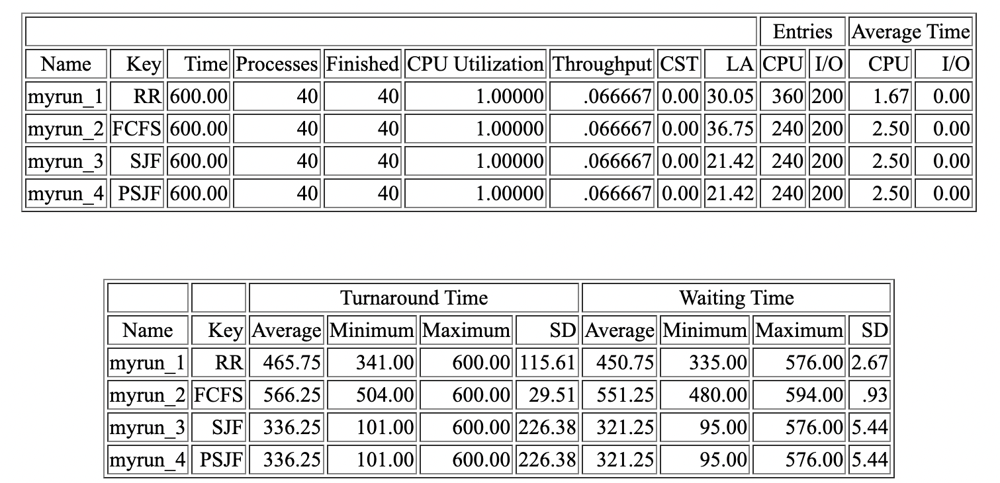 Entries Average Time
Name Key Time Processes Finished CPU Utilization Throughput CST LA CPU I/O CPU I/O
myrun_1 RR 600.00 40 40 1.00000 .066667 0.00 30.05 360 200 1.67 0.00
myrun_2 FCFS 600.00 40 40 1.00000 .066667 0.00 36.75 240 200 2.50 0.00
myrun_3 SJF 600.00 40 40 1.00000 .066667 0.00 21.42 240 200 2.50 0.00
myrun_4 PSJF 600.00 40 40 1.00000 .066667 0.00 21.42 240 200 2.50 0.00
Turnaround Time Waiting Time
Name Key Average Minimum Maximum SD Average Minimum Maximum SD
myrun_1 RR 465.75 341.00 600.00 115.61 450.75 335.00 576.00 2.67
myrun_2 FCFS 566.25 504.00 600.00 29.51 551.25 480.00 594.00 .93
myrun_3 SJF 336.25 101.00 600.00 226.38 321.25 95.00 576.00 5.44
myrun_4 PSJF 336.25 101.00 600.00 226.38 321.25 95.00 576.00 5.44